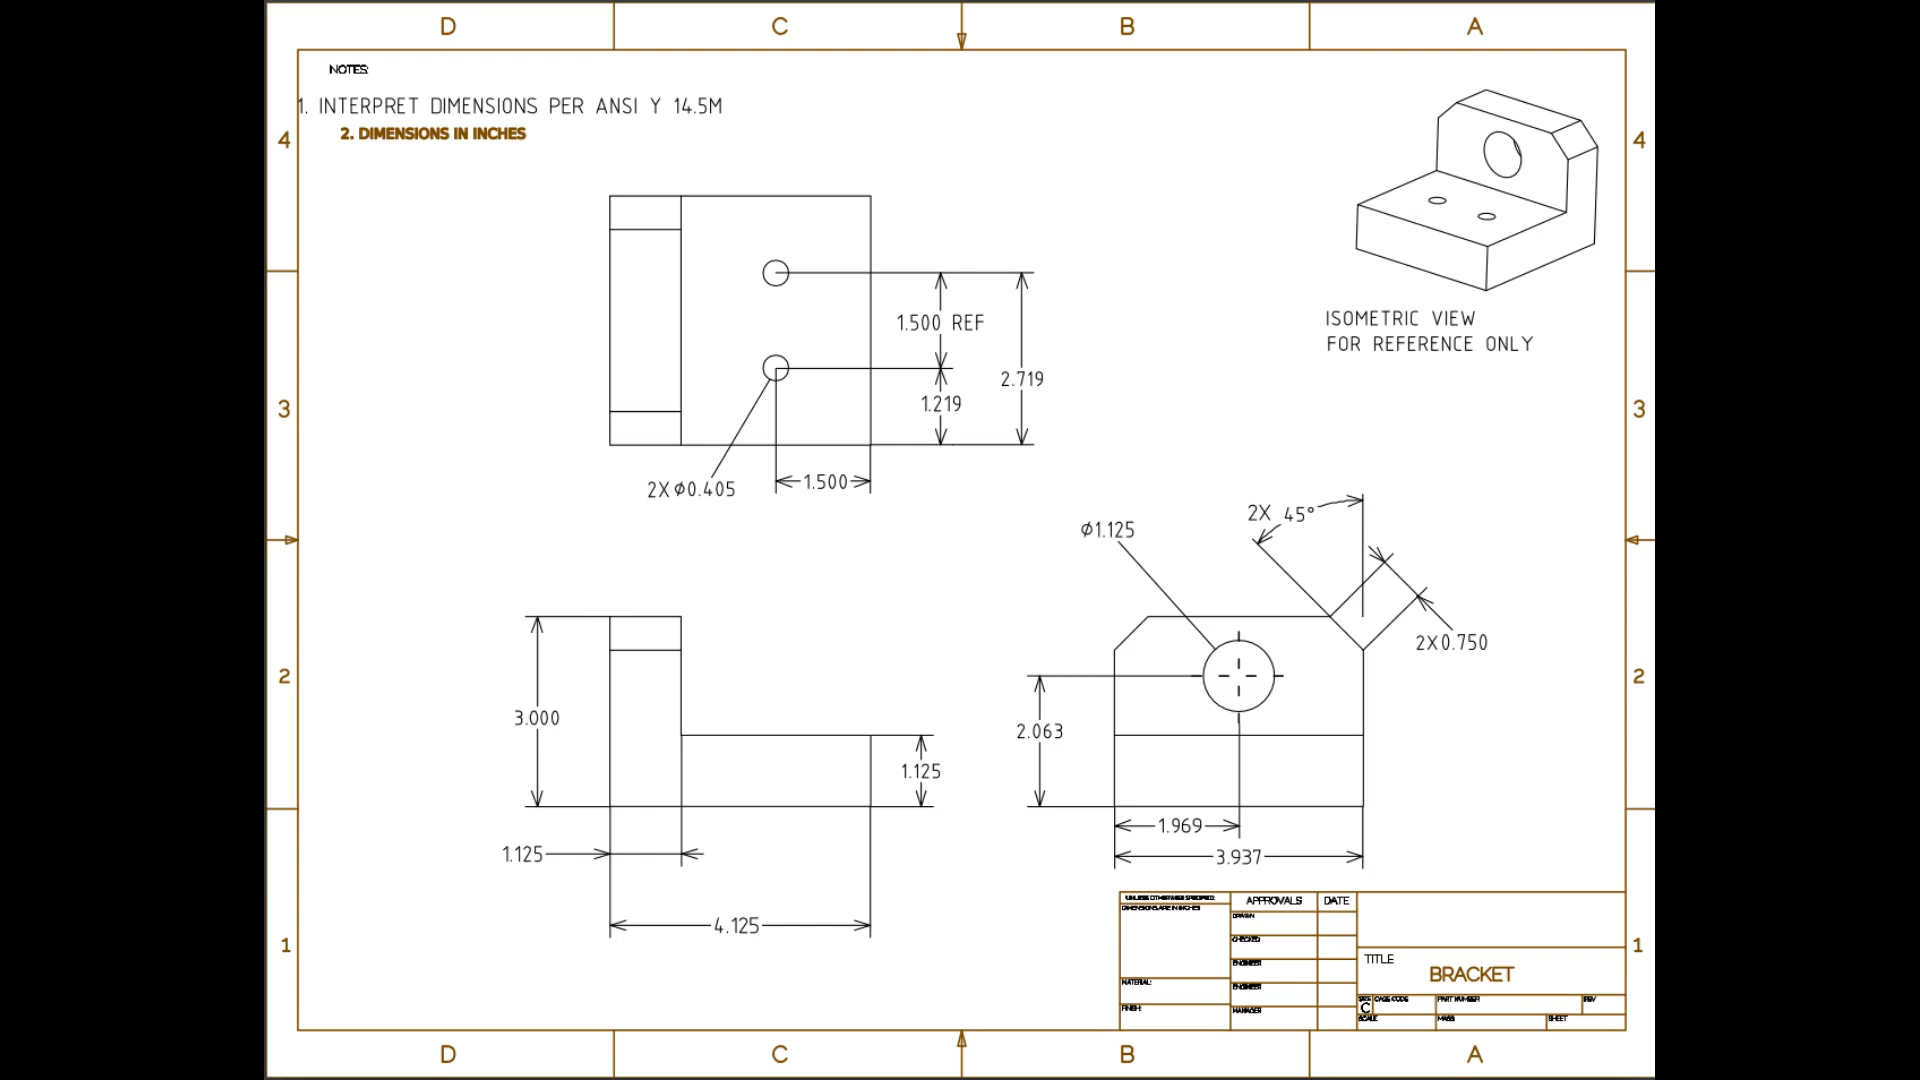 D C B A
NOTES:
1. INTERPRET DIMENSIONS PER ANSI Y 14.5M
2. DIMENSIONS IN INCHES
4 4
ISOMETRIC VIEW
FOR REFERENCE ONLY
1.500 REF
2.719
1.219
3 3
1.500
2X ⌀0.405
2X 45°
⌀1.125
2X0.750
2 2
3.000
2.063
1.125
1.969
1.125
3.937
4.125
UNLESS OTHERWISE SPECIFIED:
DIMENSIONS ARE IN INCHES
APPROVALS DATE
DRAWN
CHECKED
ENGINEER
ENGINEER
MANAGER
MATERIAL:
FINISH:
1 1
TITLE
BRACKET
SIZE CAGE CODE PART NUMBER REV
C
SCALE MASS SHEET
D C B A